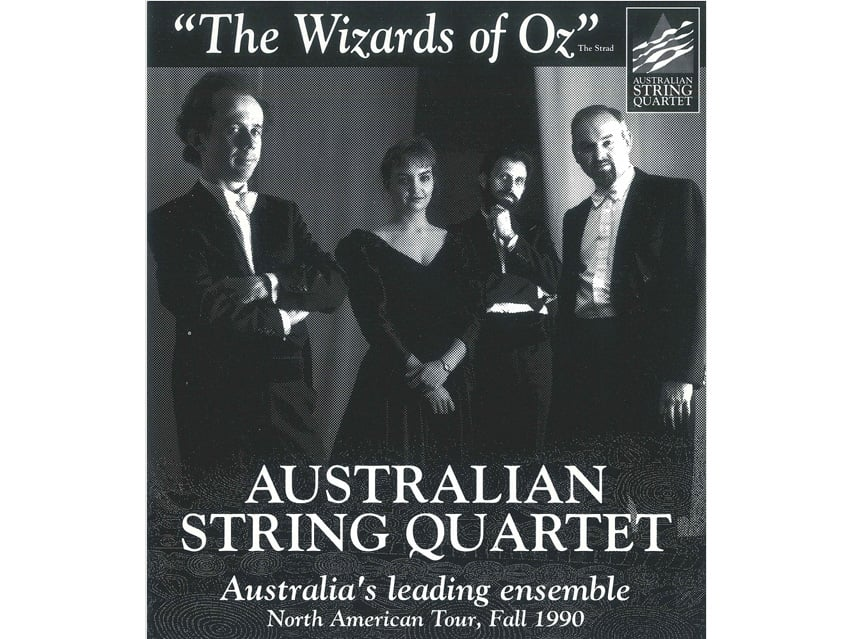 “The Wizards of Oz”
The Strad
AUSTRALIAN
STRING
QUARTET
AUSTRALIAN
STRING QUARTET
Australia's leading ensemble
North American Tour, Fall 1990